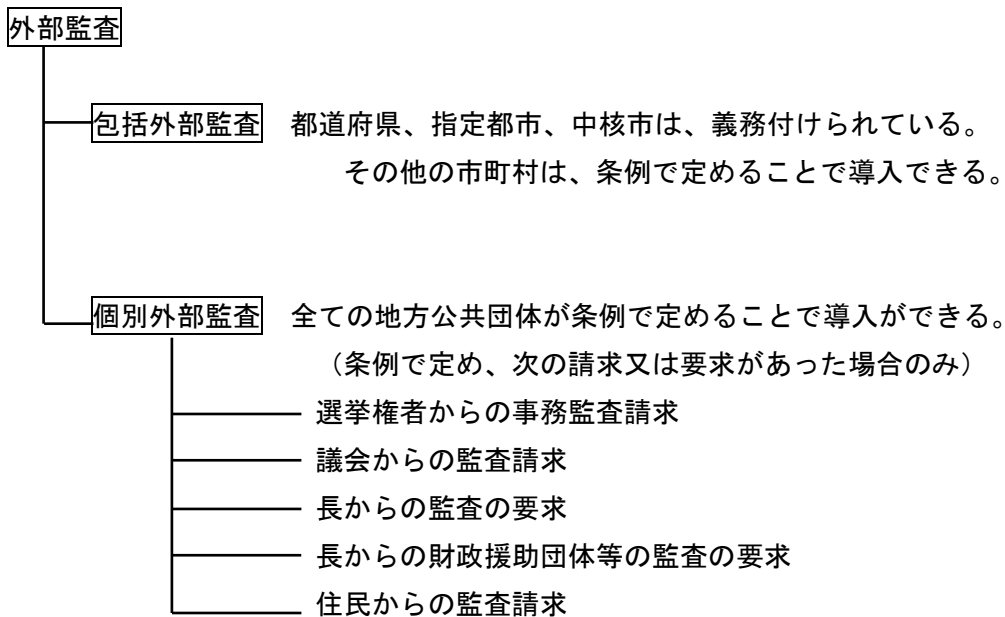 外部監査
包括外部監査 都道府県、指定都市、中核市は、義務付けられている。
その他の市町村は、条例で定めることで導入できる。
個別外部監査 全ての地方公共団体が条例で定めることで導入ができる。
（条例で定め、次の請求又は要求があった場合のみ）
選挙権者からの事務監査請求
議会からの監査請求
長からの監査の要求
長からの財政援助団体等の監査の要求
住民からの監査請求